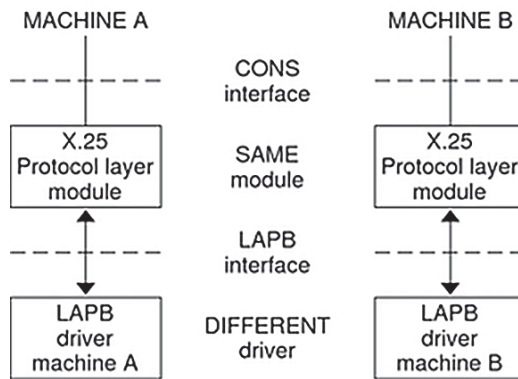 MACHINE A
MACHINE B
CONS
interface
X.25
Protocol layer
module
SAME
module
X.25
Protocol layer
module
LAPB
interface
LAPB
driver
machine A
DIFFERENT
driver
LAPB
driver
machine B